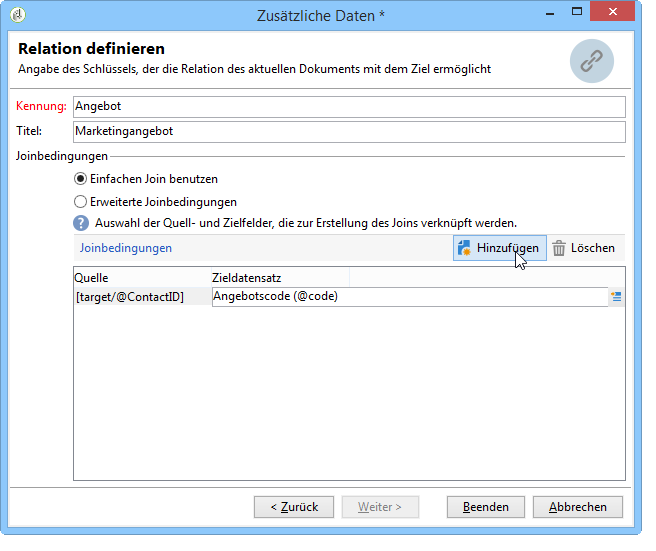 Zusätzliche Daten *
Relation definieren
Angabe des Schlüssels, der die Relation des aktuellen Dokuments mit dem Ziel ermöglicht
Kennung: Angebot
Titel: Marketingangebot
Joinbedingungen
Einfachen Join benutzen
Erweiterte Joinbedingungen
? Auswahl der Quell- und Zielfelder, die zur Erstellung des Joins verknüpft werden.
Joinbedingungen Hinzufügen Löschen
Quelle Zieldatensatz
[target/@ContactID] Angebotscode (@code)
< Zurück Weiter > Beenden Abbrechen